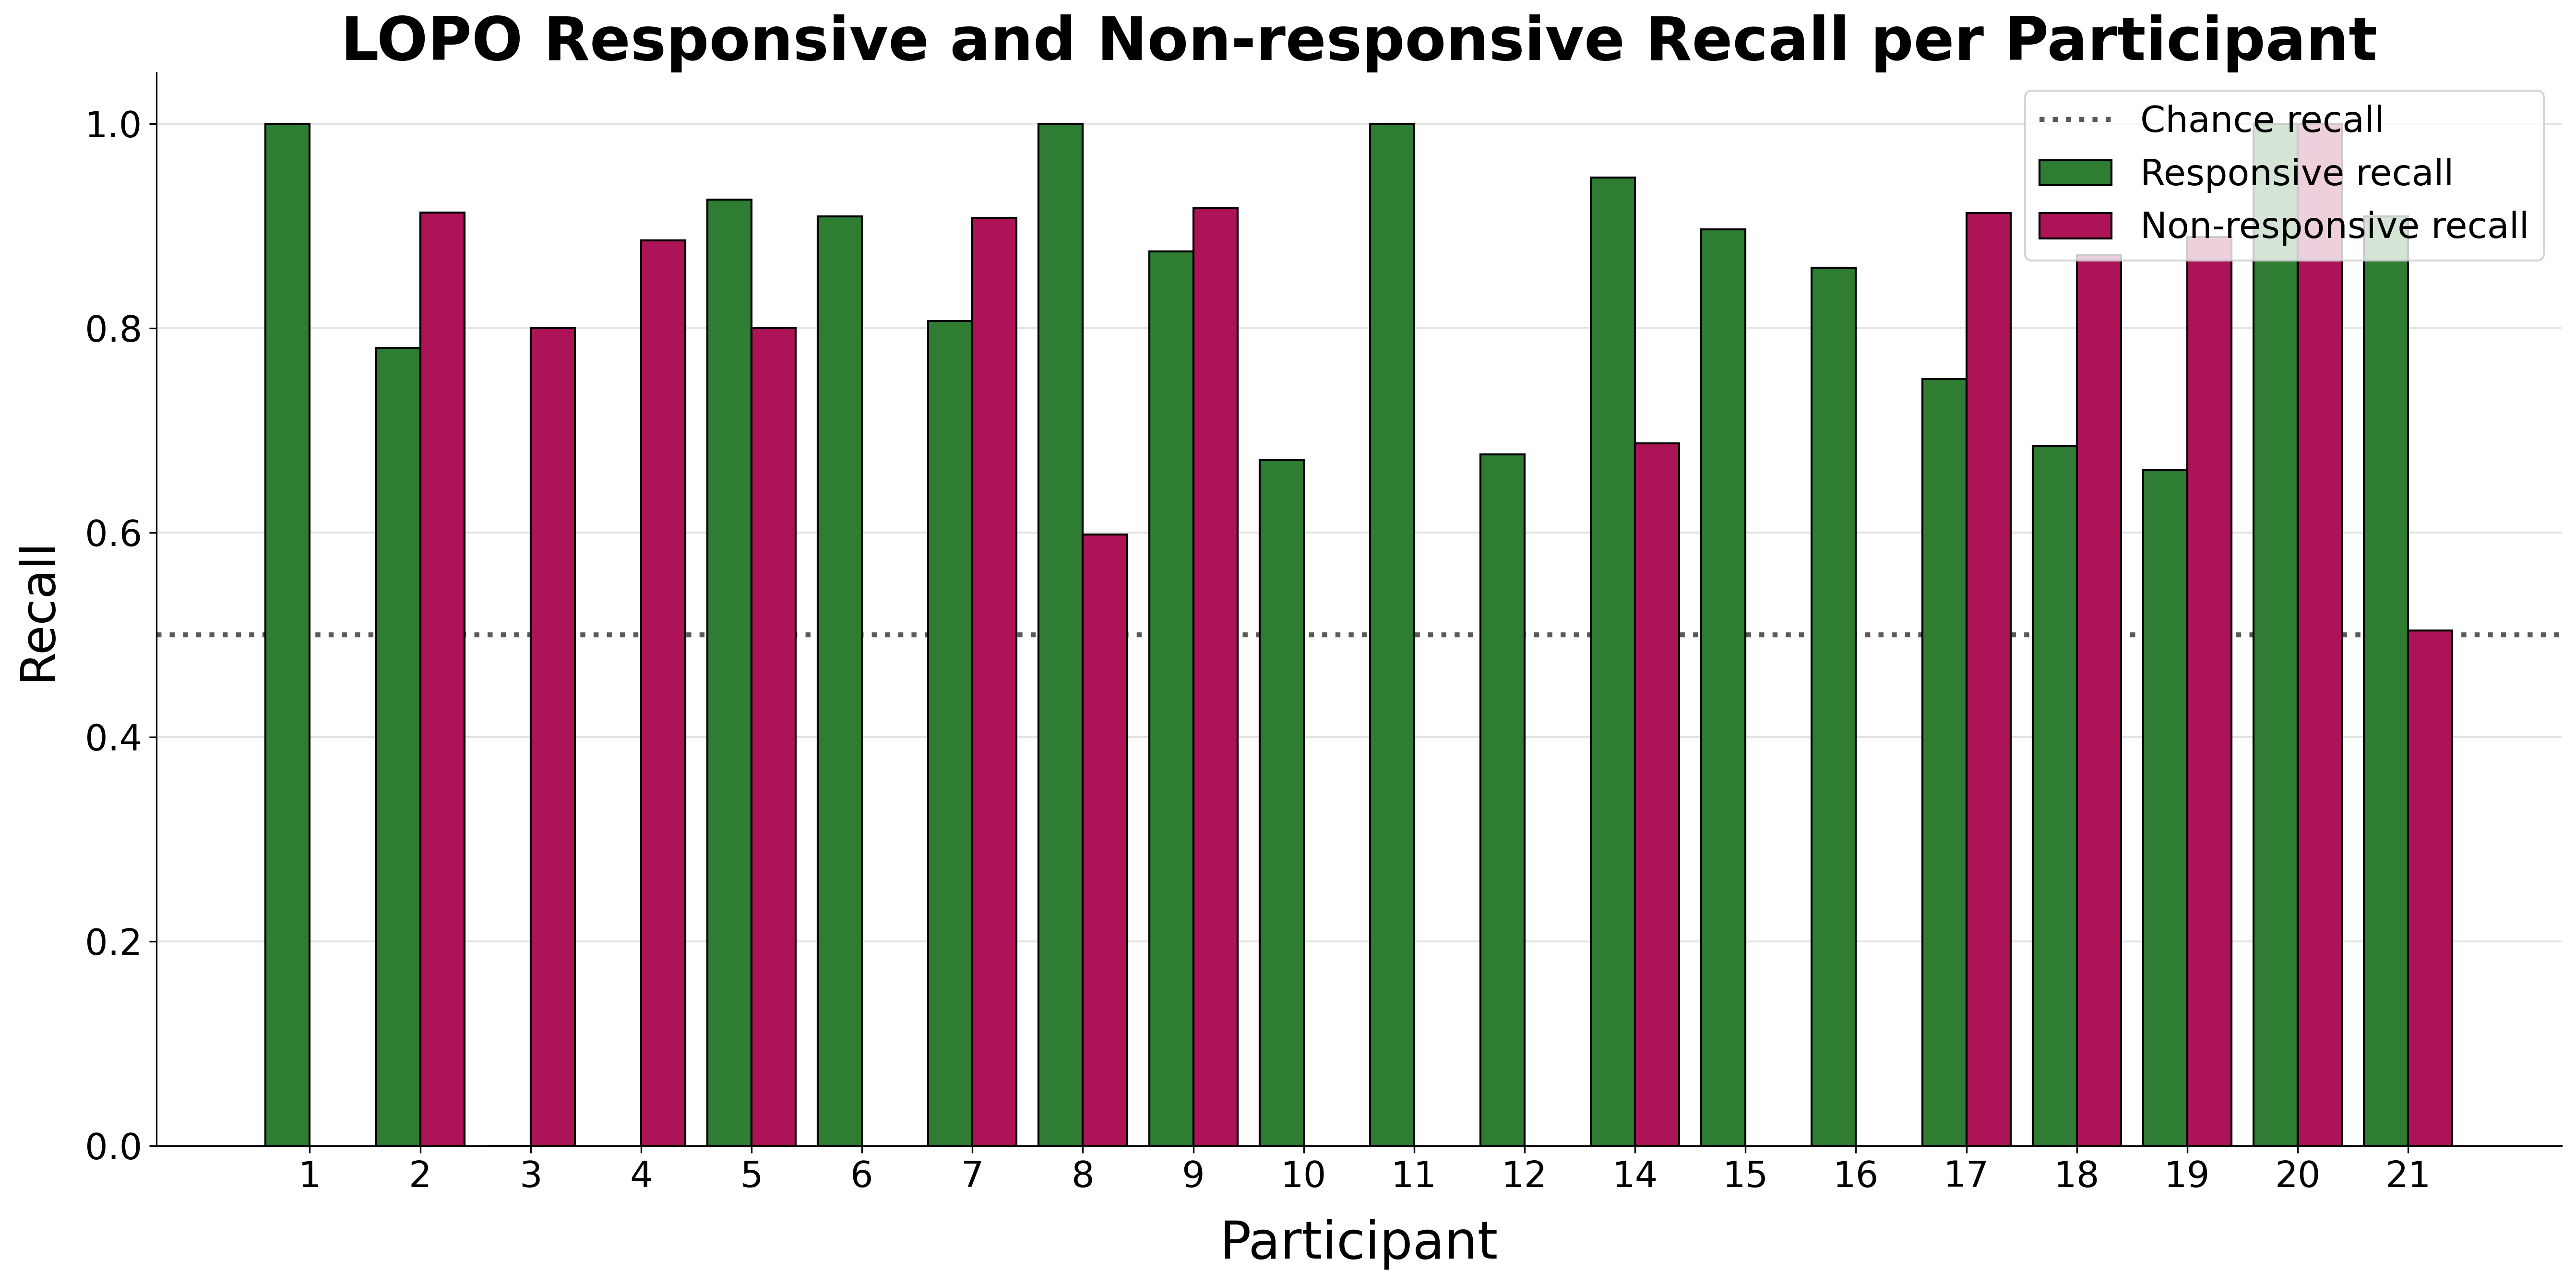 LOPO Responsive and Non-responsive Recall per Participant
Chance recall
Responsive recall
Non-responsive recall
Recall
1.0
0.8
0.6
0.4
0.2
0.0
1 2 3 4 5 6 7 8 9 10 11 12 14 15 16 17 18 19 20 21
Participant